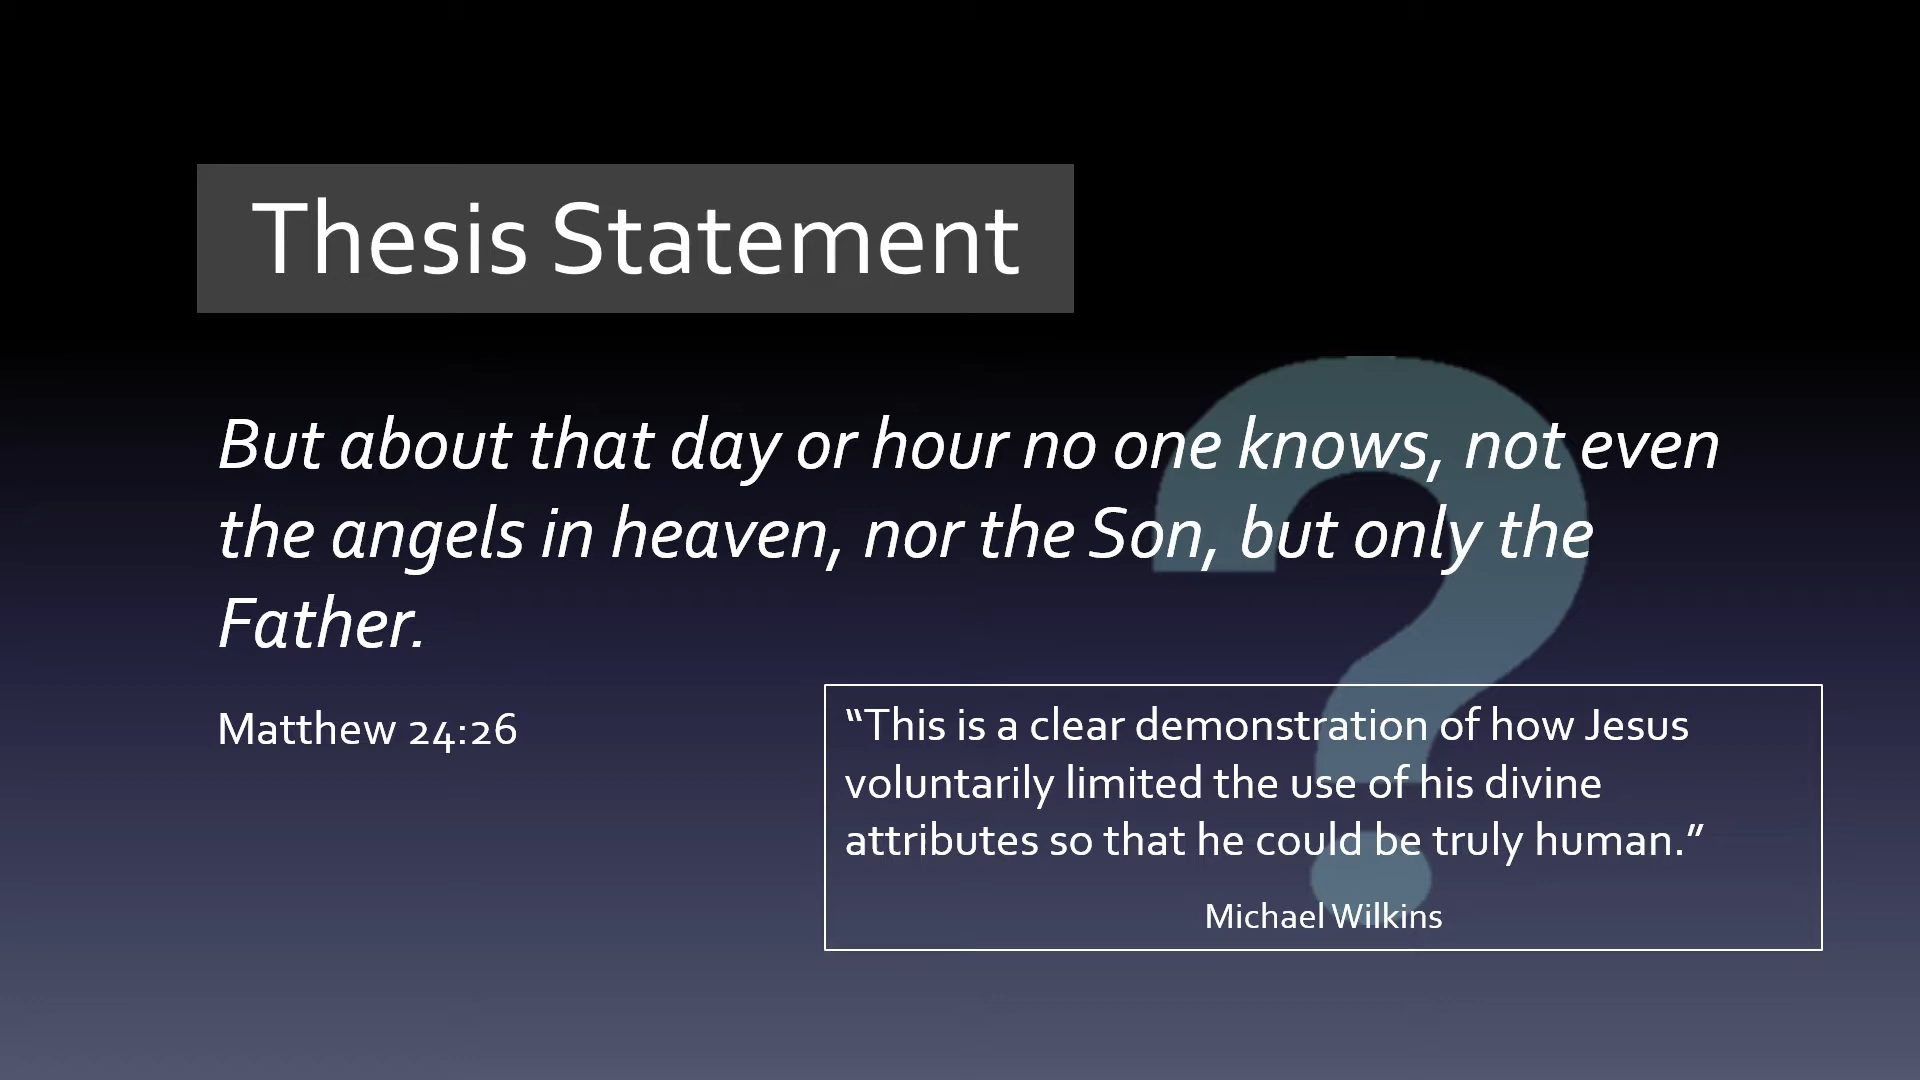 Thesis Statement
But about that day or hour no one knows, not even
the angels in heaven, nor the Son, but only the
Father.
Matthew 24:26
“This is a clear demonstration of how Jesus
voluntarily limited the use of his divine
attributes so that he could be truly human.”
Michael Wilkins